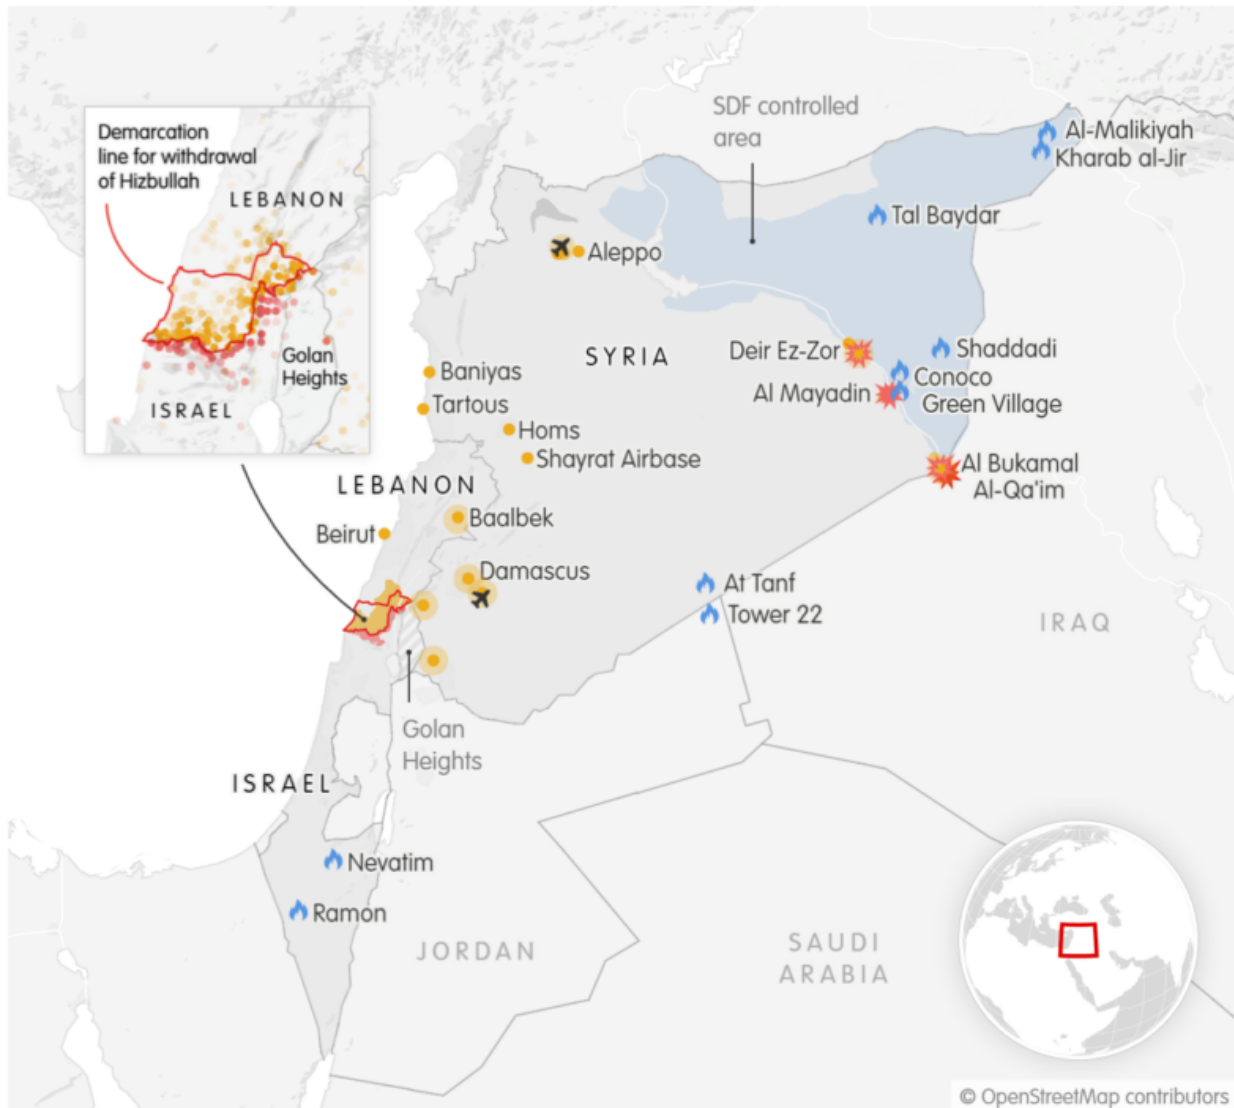 Demarcation
line for withdrawal
of Hizbullah
LEBANON
Golan
Heights
ISRAEL
SDF controlled
area
Al-Malikiyah
Kharab al-Jir
Tal Baydar
Aleppo
SYRIA
Deir Ez-Zor
Shaddadi
Conoco
Al Mayadin
Green Village
Baniyas
Tartous
Homs
Shayrat Airbase
Al Bukamal
Al-Qa'im
LEBANON
Baalbek
Beirut
Damascus
At Tanf
Tower 22
IRAQ
Golan
Heights
ISRAEL
Nevatim
Ramon
JORDAN
SAUDI
ARABIA
© OpenStreetMap contributors